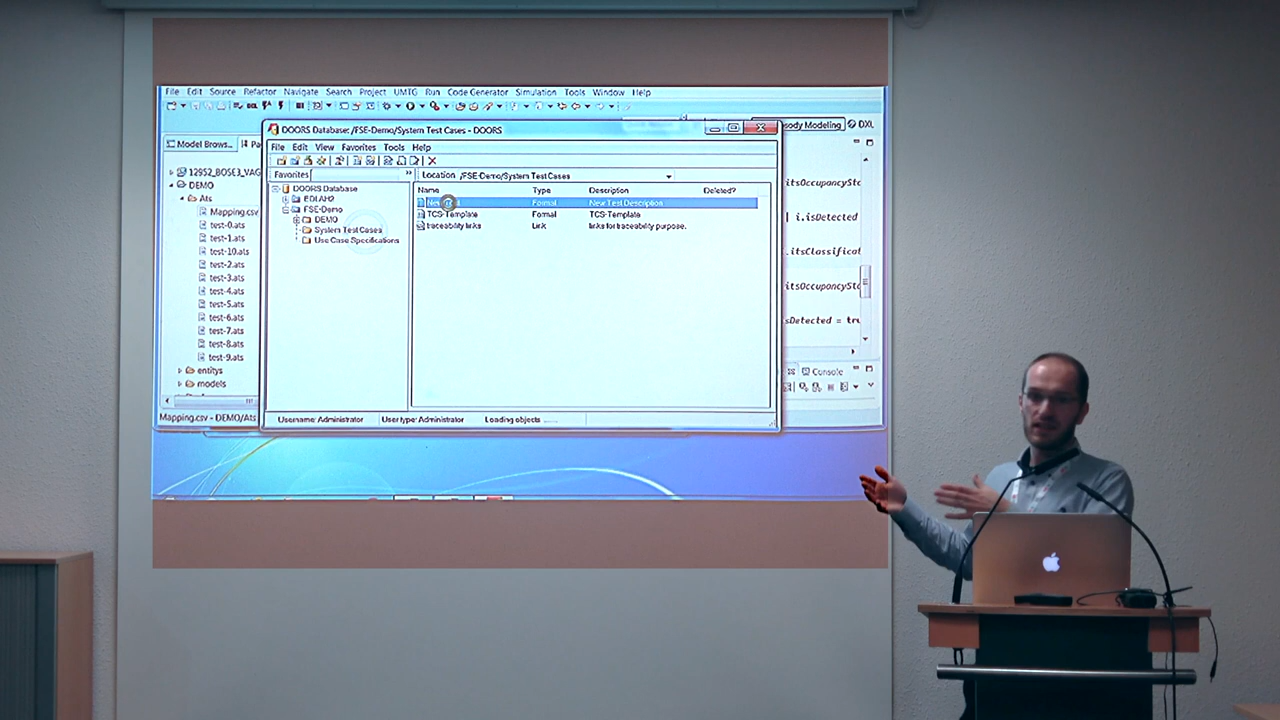 File Edit Source Refactor Navigate Search Project UMTG Run Code Generator Simulation Tools Window Help
DOORS Database: /FSE-Demo/System Test Cases - DOORS
sody Modeling DXL
File Edit View Favorites Tools Help
Model Brows...
Favorites
Location /FSE-Demo/System Test Cases
12952_BOSE3_VAG
DEMO
Ats
Mapping.csv
test-0.ats
test-1.ats
test-10.ats
test-2.ats
test-3.ats
test-4.ats
test-5.ats
test-6.ats
test-7.ats
test-8.ats
test-9.ats
entitys
models
Mapping.csv - DEMO/Ats
DOORS Database
EDLAH2
FSE-Demo
DEMO
System Test Cases
Use Case Specifications
Name Type Description Deleted?
Formal New Test Description
TCS-Template Formal TCS-Template
traceability links Link links for traceability purpose.
itsOccupancySta
| i.isDetected
.itsClassificat
itsOccupancySta
sDetected = tru
Console
Username: Administrator User type: Administrator Loading objects ......